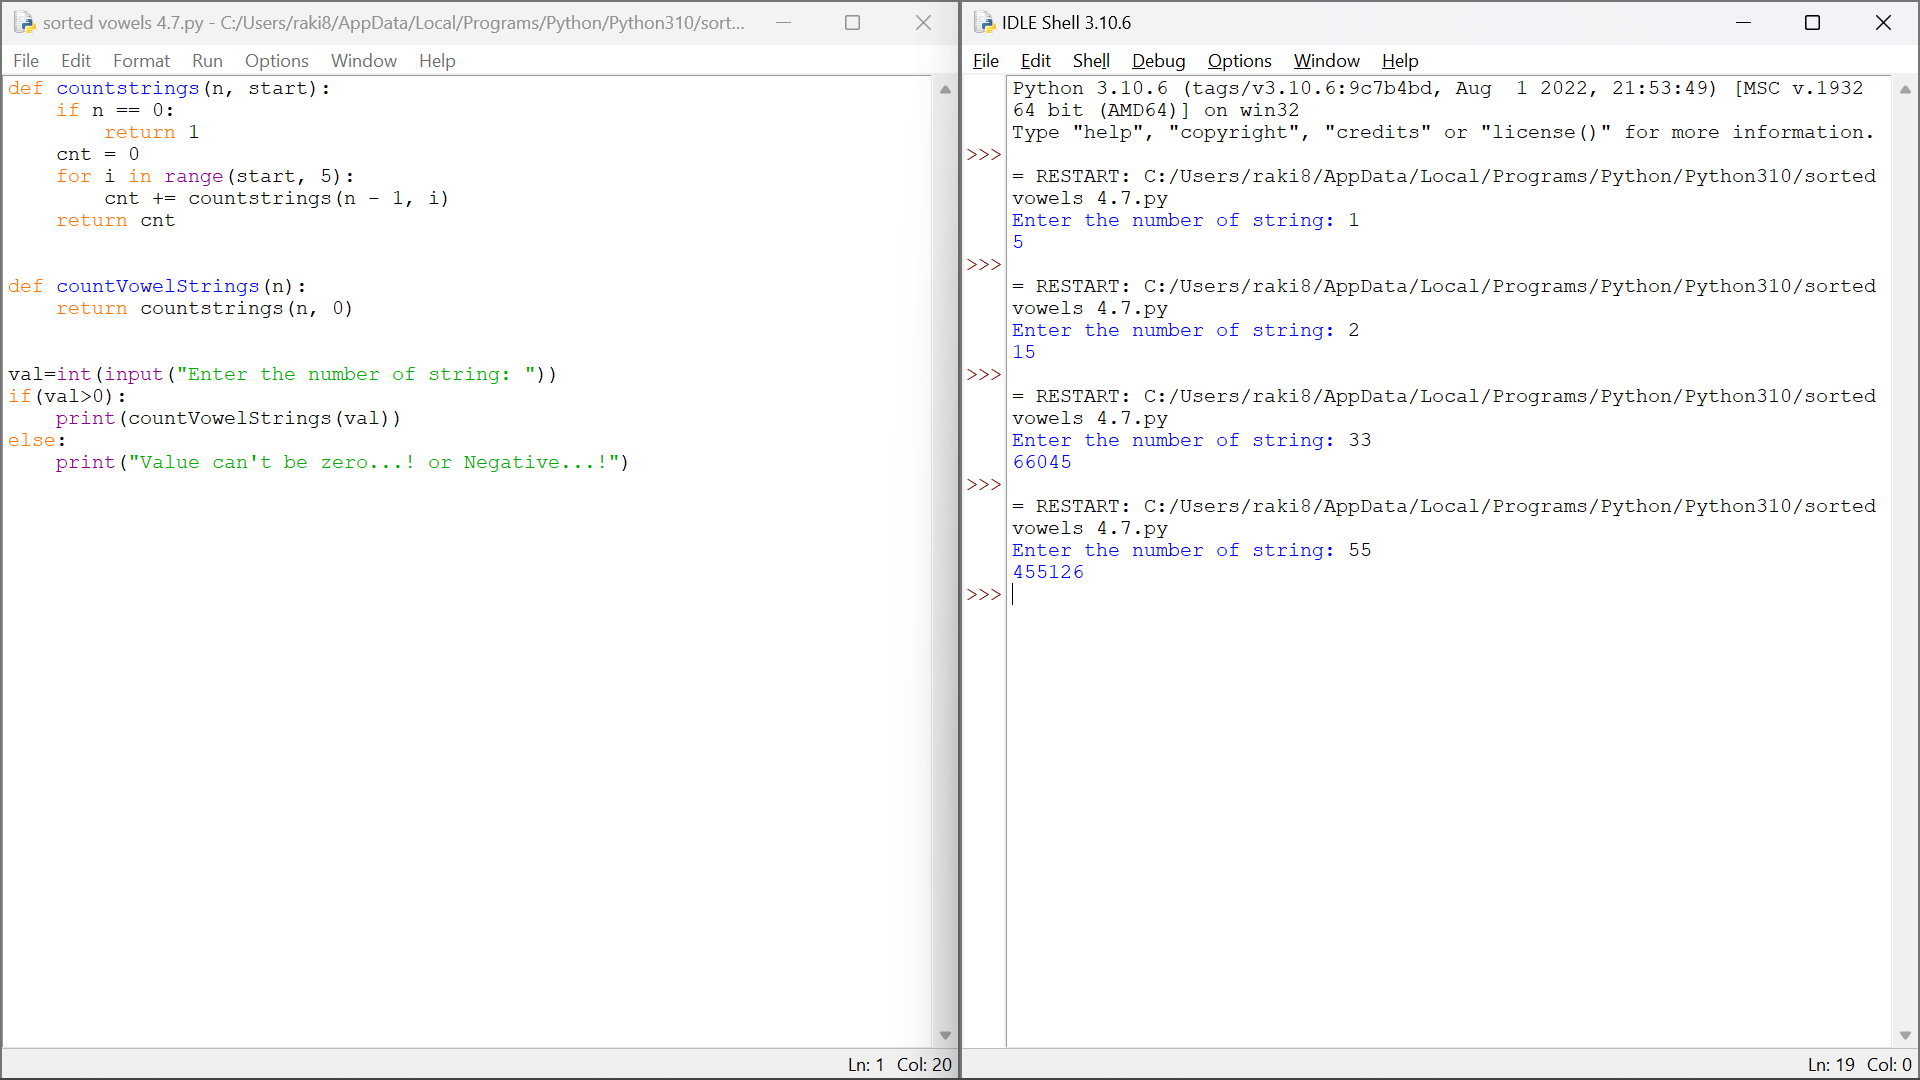 sorted vowels 4.7.py - C:/Users/raki8/AppData/Local/Programs/Python/Python310/sort...
File Edit Format Run Options Window Help
def countstrings(n, start):
    if n == 0:
        return 1
    cnt = 0
    for i in range(start, 5):
        cnt += countstrings(n - 1, i)
    return cnt
def countVowelStrings(n):
    return countstrings(n, 0)
val=int(input("Enter the number of string: "))
if(val>0):
    print(countVowelStrings(val))
else:
    print("Value can't be zero...! or Negative...!")
Ln: 1 Col: 20
IDLE Shell 3.10.6
File Edit Shell Debug Options Window Help
Python 3.10.6 (tags/v3.10.6:9c7b4bd, Aug  1 2022, 21:53:49) [MSC v.1932
64 bit (AMD64)] on win32
Type "help", "copyright", "credits" or "license()" for more information.
>>>
= RESTART: C:/Users/raki8/AppData/Local/Programs/Python/Python310/sorted
vowels 4.7.py
Enter the number of string: 1
5
>>>
= RESTART: C:/Users/raki8/AppData/Local/Programs/Python/Python310/sorted
vowels 4.7.py
Enter the number of string: 2
15
>>>
= RESTART: C:/Users/raki8/AppData/Local/Programs/Python/Python310/sorted
vowels 4.7.py
Enter the number of string: 33
66045
>>>
= RESTART: C:/Users/raki8/AppData/Local/Programs/Python/Python310/sorted
vowels 4.7.py
Enter the number of string: 55
455126
>>>
Ln: 19 Col: 0